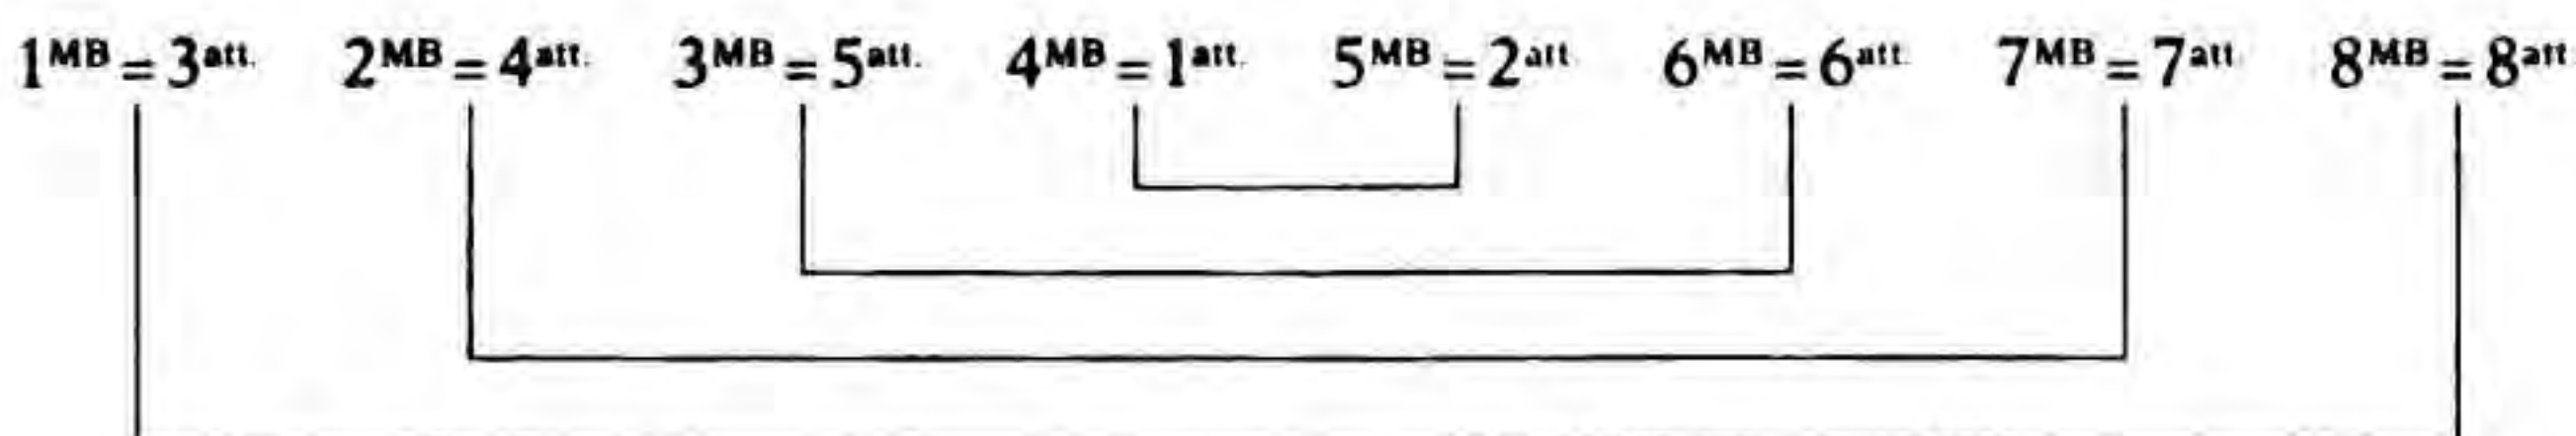 1MB = 3att. 2MB = 4att. 3MB = 5att. 4MB = 1att. 5MB = 2att 6MB = 6att. 7MB = 7att 8MB = 8att